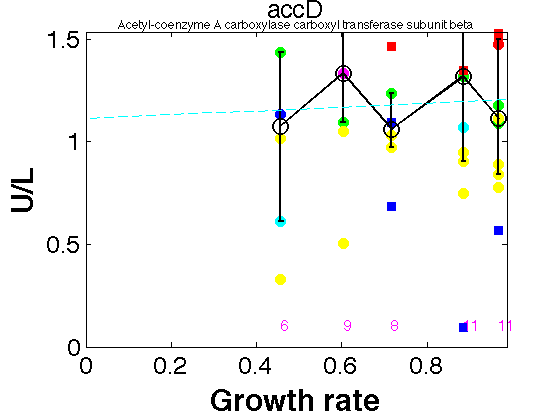 accD
Acetyl-coenzyme A carboxylase carboxyl transferase subunit beta
1.5
1
0.5
0
U/L
6 9 8 11 11
0 0.2 0.4 0.6 0.8
Growth rate